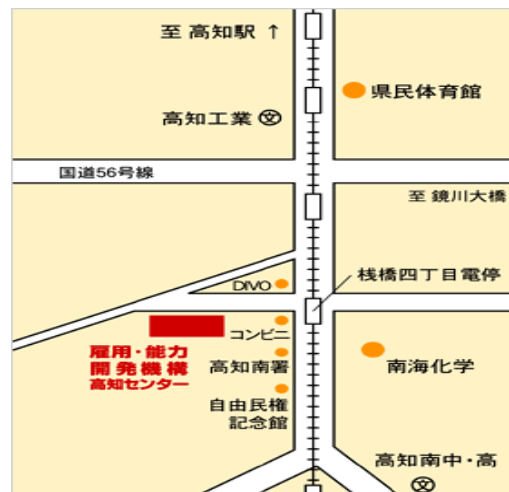 至 高知駅 ↑
県民体育館
高知工業 文
国道56号線
至 鏡川大橋
桟橋四丁目電停
DIVO
コンビニ
雇用・能力
開発機構
高知センター
高知南署
南海化学
自由民権
記念館
高知南中・高
文